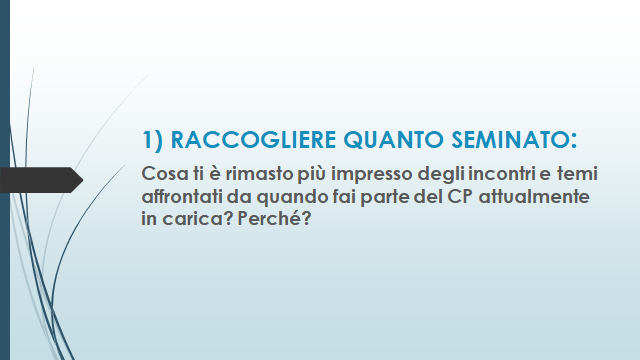 1) RACCOGLIERE QUANTO SEMINATO:
Cosa ti è rimasto più impresso degli incontri e temi
affrontati da quando fai parte del CP attualmente
in carica? Perché?